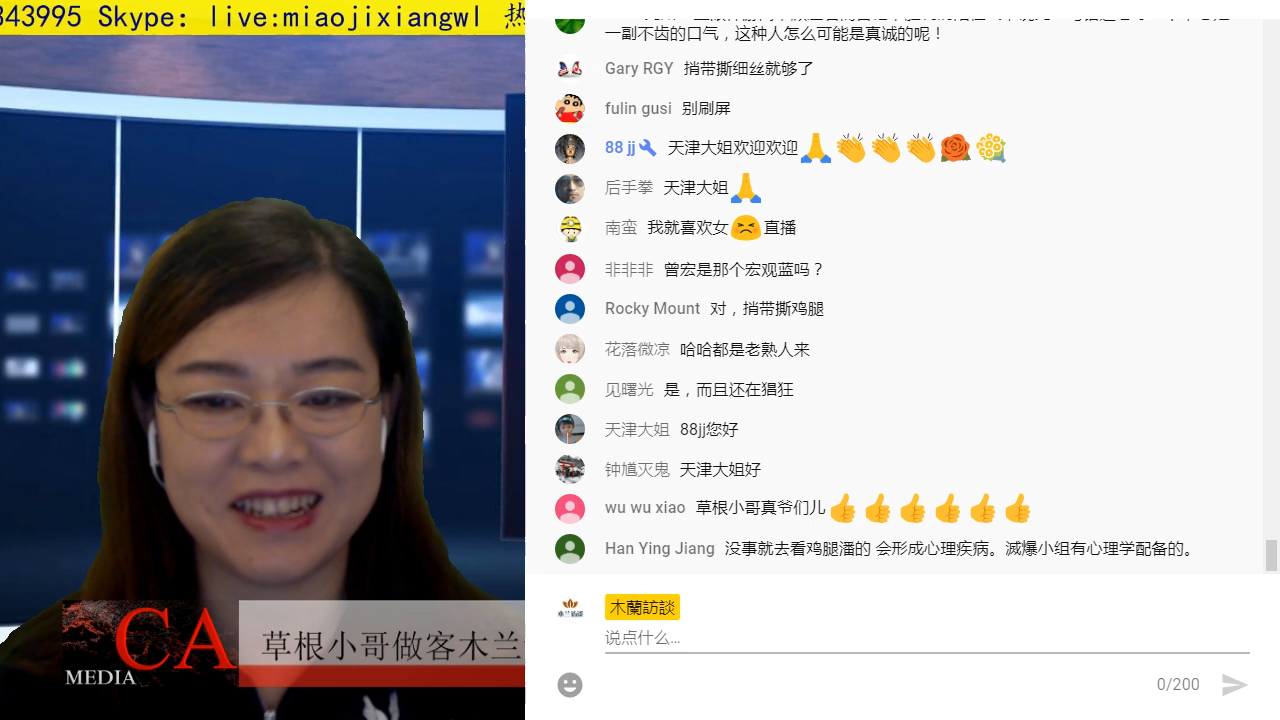 343995 Skype: live:miaojixiangwl 热
一副不齿的口气，这种人怎么可能是真诚的呢！
Gary RGY 捎带撕细丝就够了
fulin gusi 别刷屏
88 jj 天津大姐欢迎欢迎🙏👏👏👏🌹💐
后手拳 天津大姐🙏
南蛮 我就喜欢女😣直播
非非非 曾宏是那个宏观蓝吗？
Rocky Mount 对，捎带撕鸡腿
花落微凉 哈哈都是老熟人来
见曙光 是，而且还在猖狂
天津大姐 88jj您好
钟馗灭鬼 天津大姐好
wu wu xiao 草根小哥真爷们儿👍👍👍👍👍👍
Han Ying Jiang 没事就去看鸡腿潘的 会形成心理疾病。滅爆小组有心理学配备的。
木蘭訪談
说点什么...
0/200
CA
MEDIA
草根小哥做客木兰